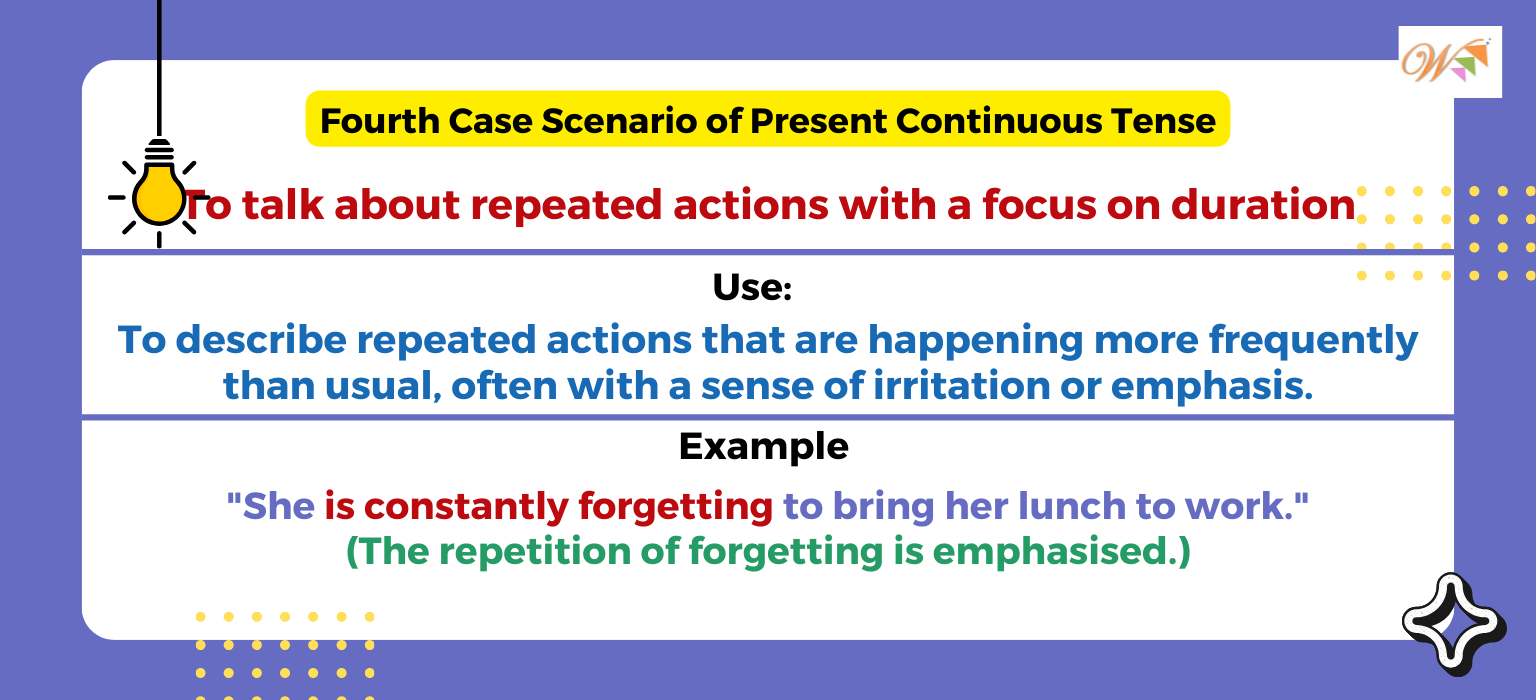 Fourth Case Scenario of Present Continuous Tense
To talk about repeated actions with a focus on duration
Use:
To describe repeated actions that are happening more frequently
than usual, often with a sense of irritation or emphasis.
Example
"She is constantly forgetting to bring her lunch to work."
(The repetition of forgetting is emphasised.)
W